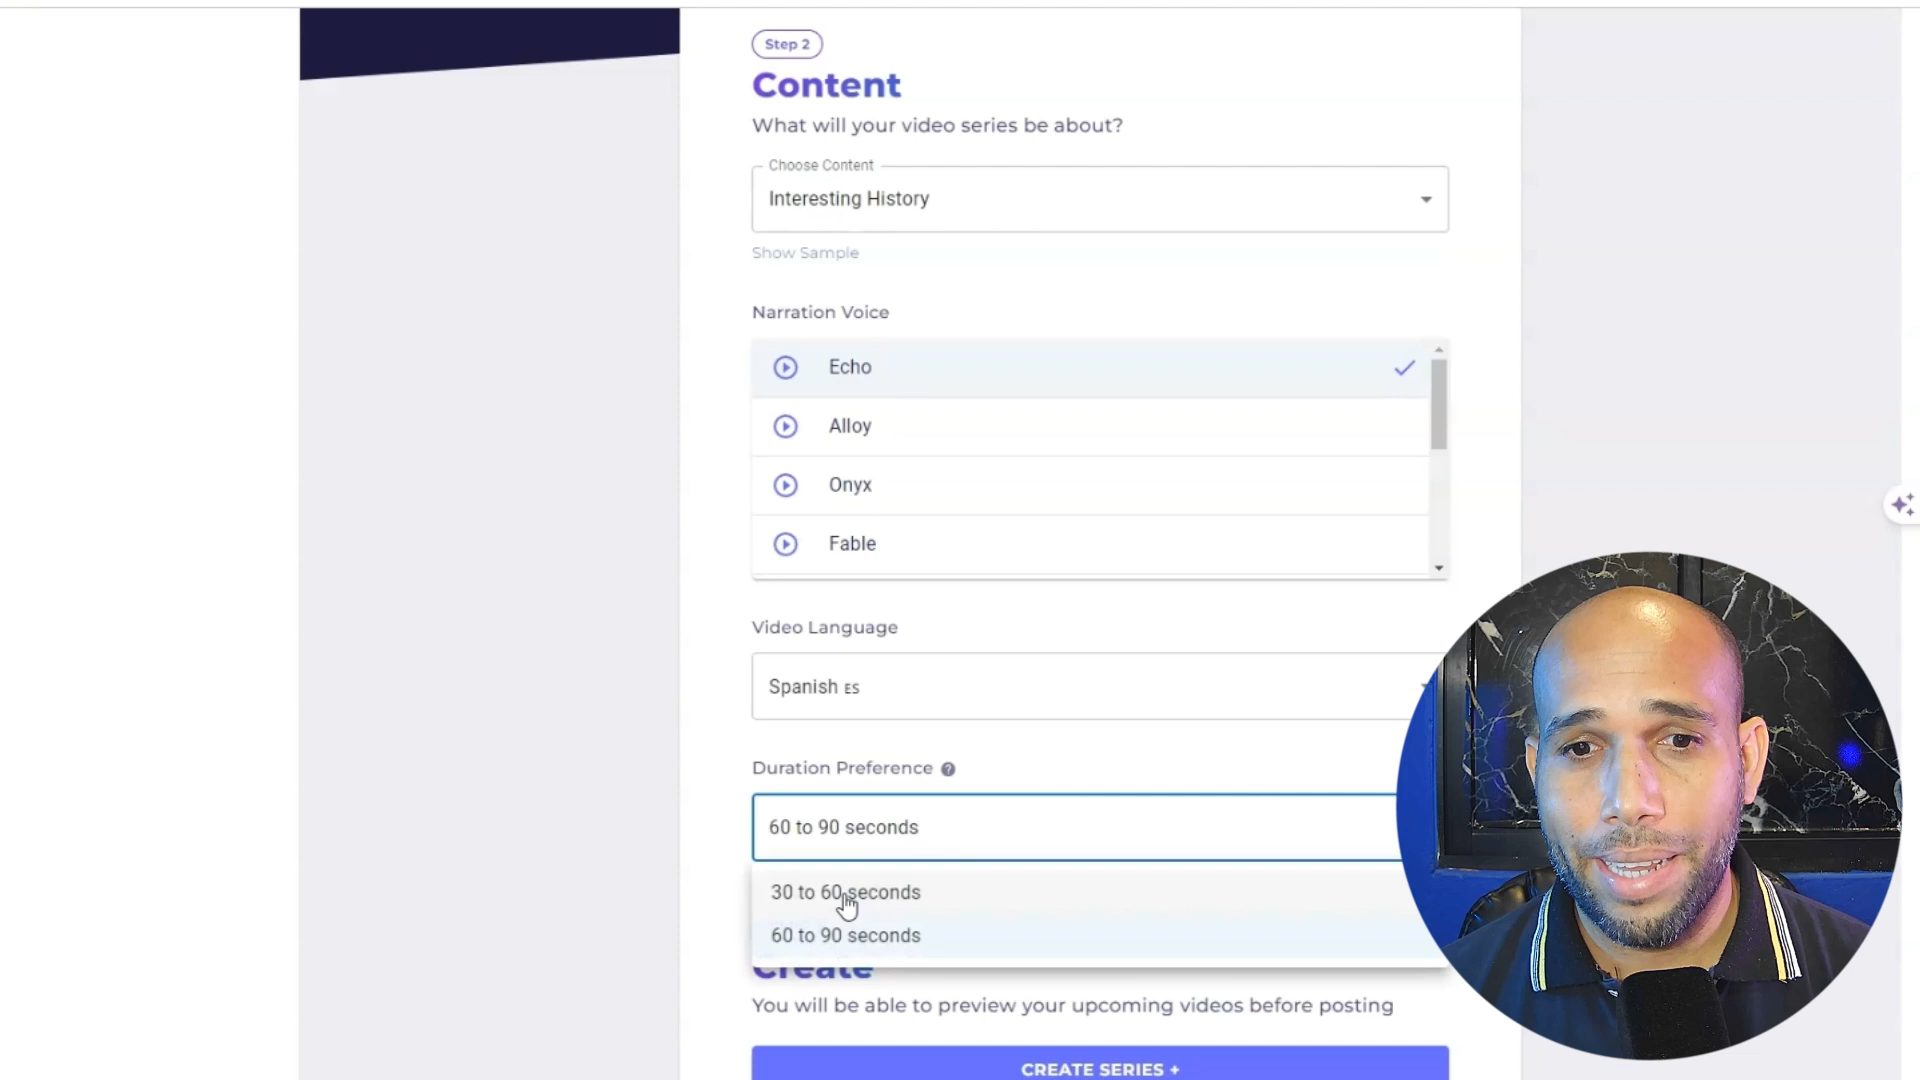 Step 2
Content
What will your video series be about?
Choose Content
Interesting History
Show Sample
Narration Voice
Echo
Alloy
Onyx
Fable
Video Language
Spanish ES
Duration Preference ?
60 to 90 seconds
30 to 60 seconds
60 to 90 seconds
Create
You will be able to preview your upcoming videos before posting
CREATE SERIES +